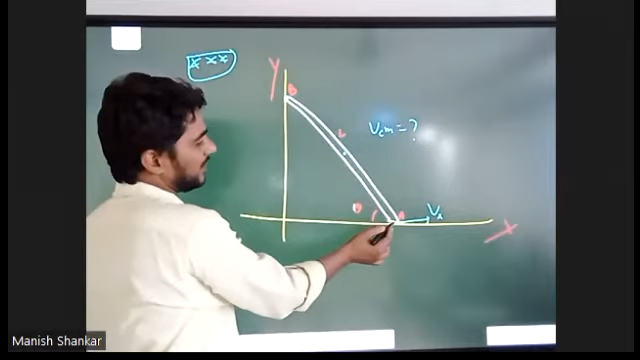 ***
Y
B
L
Vcm = ?
θ
A
Vₓ
X
Manish Shankar